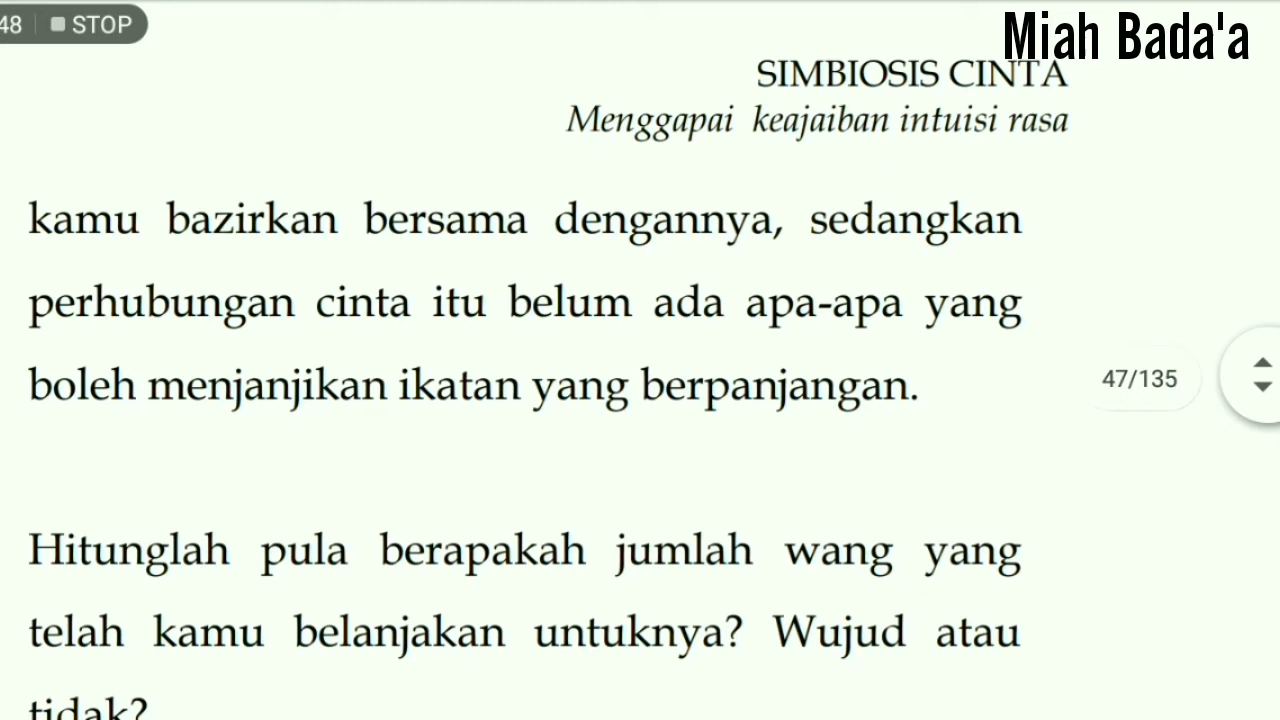 48 STOP
Miah Bada'a
SIMBIOSIS CINTA
Menggapai keajaiban intuisi rasa
kamu bazirkan bersama dengannya, sedangkan
perhubungan cinta itu belum ada apa-apa yang
boleh menjanjikan ikatan yang berpanjangan.
47/135
Hitunglah pula berapakah jumlah wang yang
telah kamu belanjakan untuknya? Wujud atau
tidak?